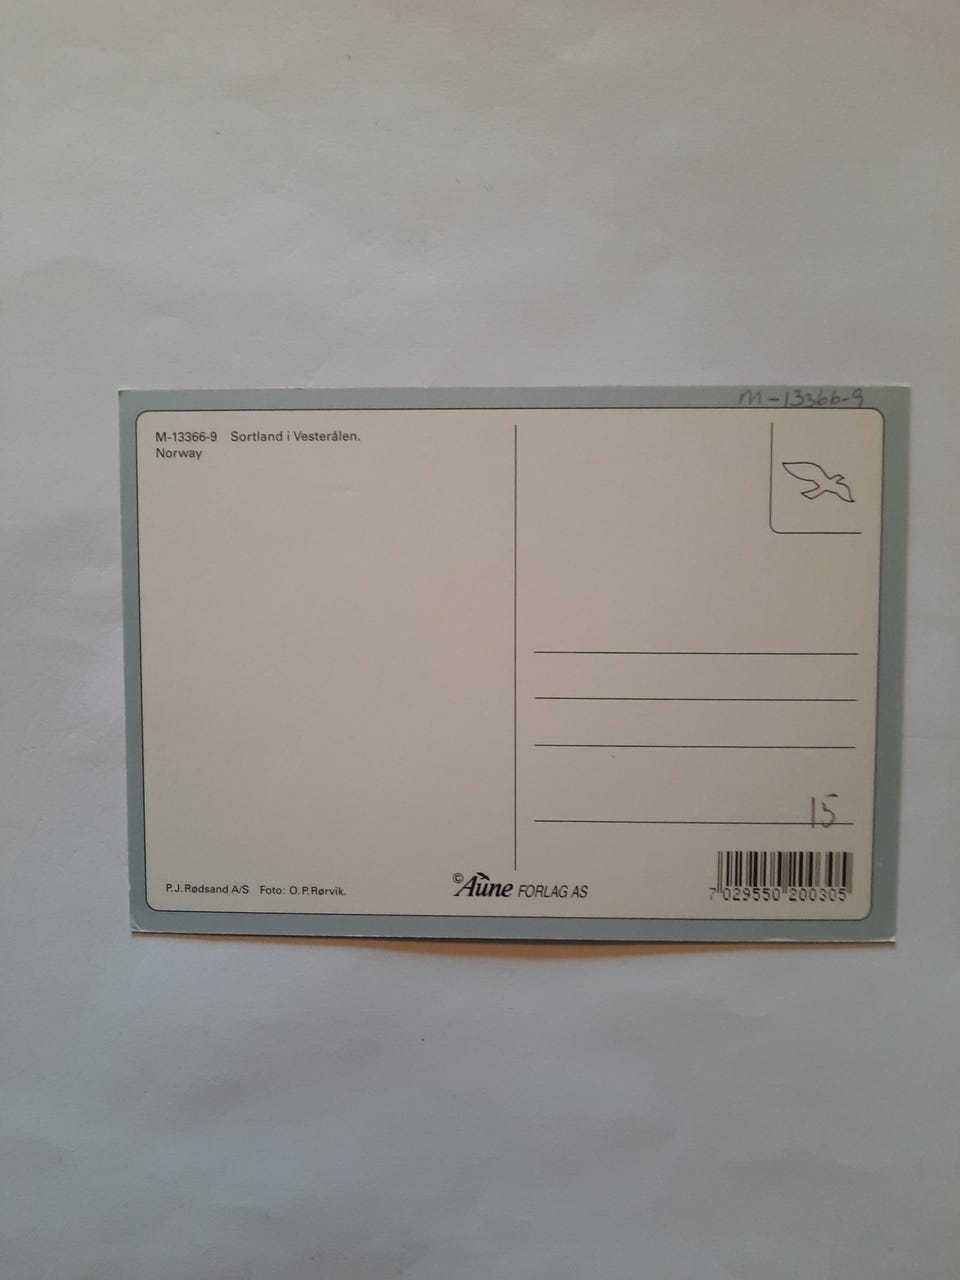 M-13366-9
M-13366-9 Sortland i Vesterålen.
Norway
15
P.J.Rødsand A/S Foto: O.P.Rørvik.
© Aune FORLAG AS
7 029550 200305